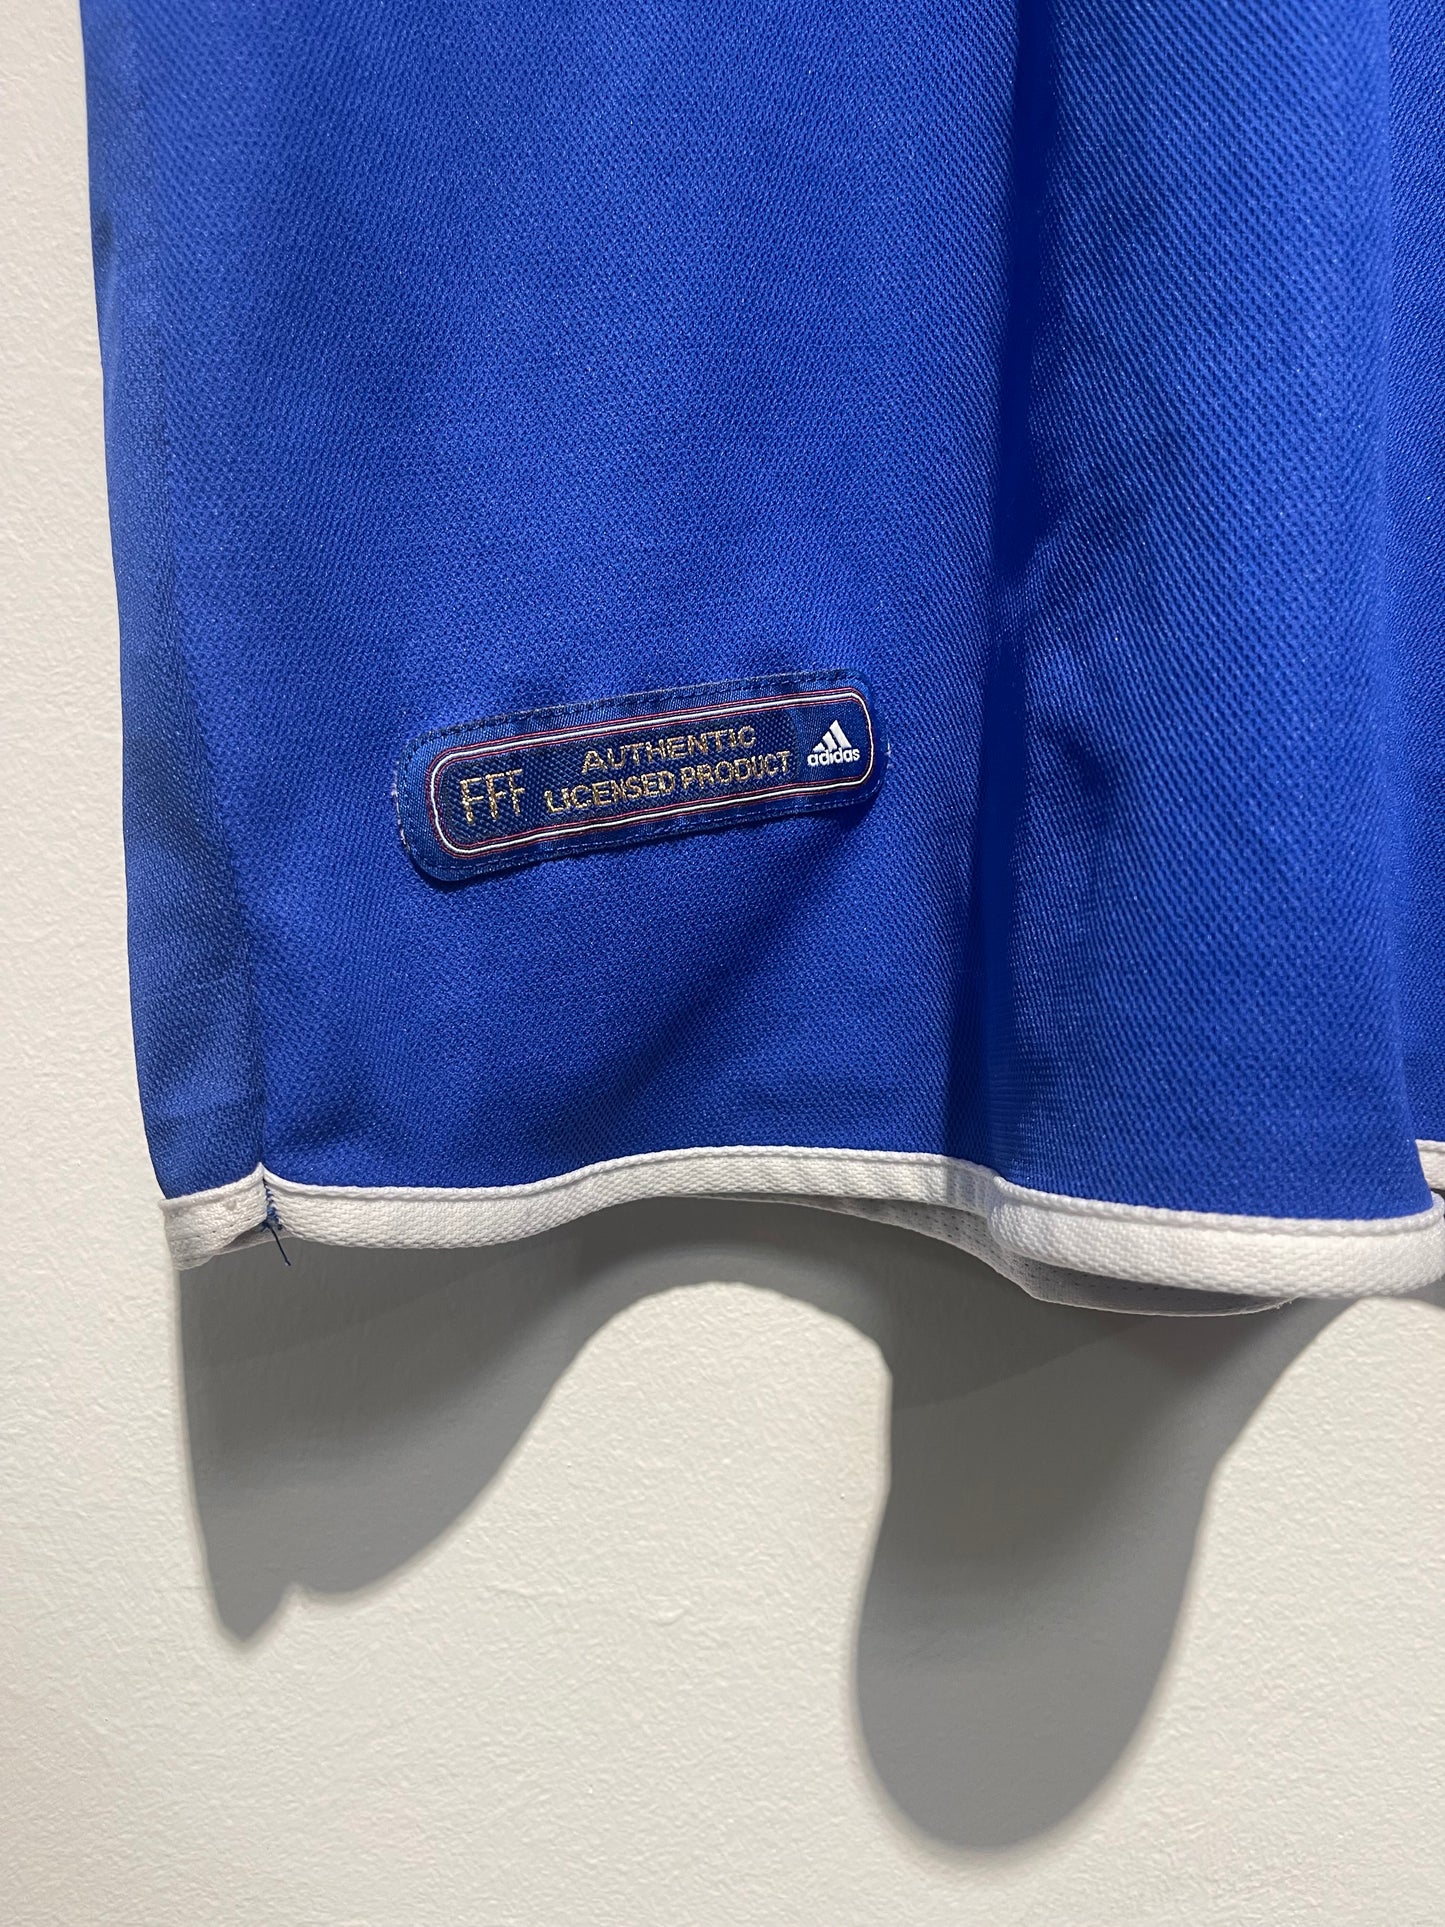 FFF
AUTHENTIC
LICENSED PRODUCT
adidas